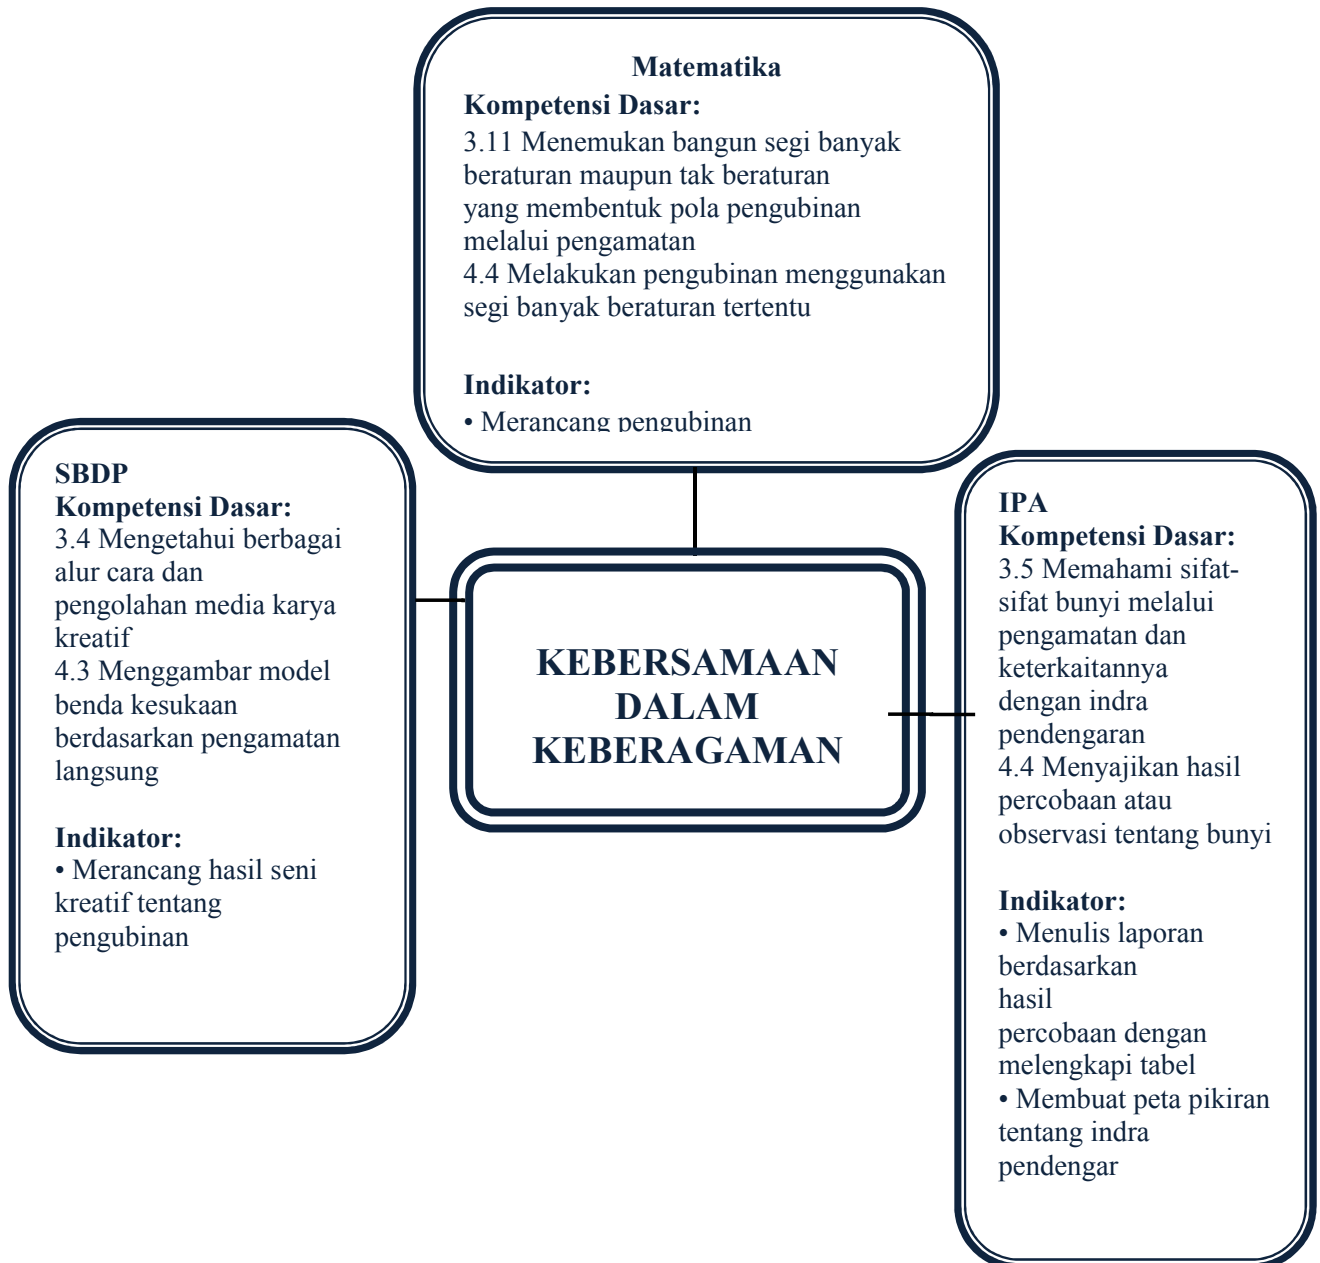 Matematika
Kompetensi Dasar:
3.11 Menemukan bangun segi banyak
beraturan maupun tak beraturan
yang membentuk pola pengubinan
melalui pengamatan
4.4 Melakukan pengubinan menggunakan
segi banyak beraturan tertentu
Indikator:
• Merancang pengubinan
SBDP
Kompetensi Dasar:
3.4 Mengetahui berbagai
alur cara dan
pengolahan media karya
kreatif
4.3 Menggambar model
benda kesukaan
berdasarkan pengamatan
langsung
Indikator:
• Merancang hasil seni
kreatif tentang
pengubinan
KEBERSAMAAN
DALAM
KEBERAGAMAN
IPA
Kompetensi Dasar:
3.5 Memahami sifat-
sifat bunyi melalui
pengamatan dan
keterkaitannya
dengan indra
pendengaran
4.4 Menyajikan hasil
percobaan atau
observasi tentang bunyi
Indikator:
• Menulis laporan
berdasarkan
hasil
percobaan dengan
melengkapi tabel
• Membuat peta pikiran
tentang indra
pendengar